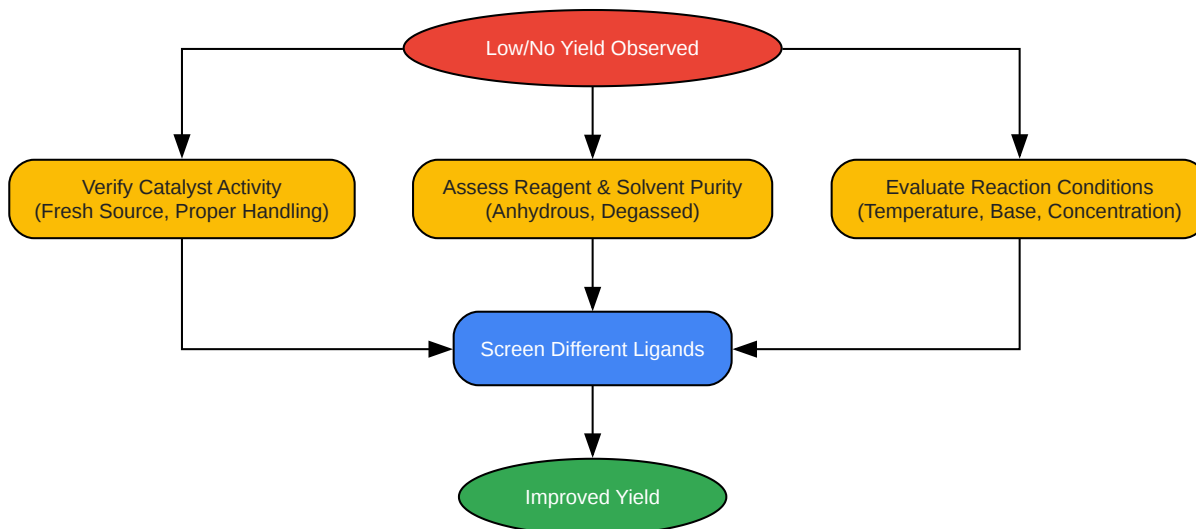 Low/No Yield Observed
Verify Catalyst Activity
(Fresh Source, Proper Handling)
Assess Reagent & Solvent Purity
(Anhydrous, Degassed)
Evaluate Reaction Conditions
(Temperature, Base, Concentration)
Screen Different Ligands
Improved Yield